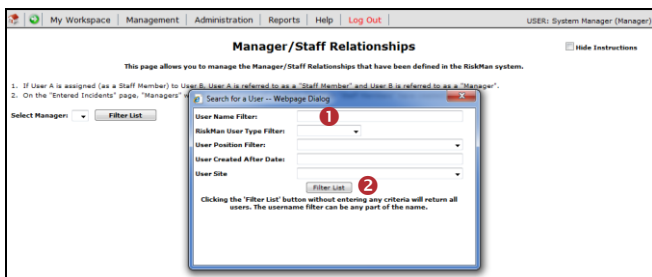 My Workspace | Management | Administration | Reports | Help | Log Out | USER: System Manager (Manager)
Manager/Staff Relationships
Hide Instructions
This page allows you to manage the Manager/Staff Relationships that have been defined in the RiskMan system.
1. If User A is assigned (as a Staff Member) to User B, User A is referred to as a "Staff Member" and User B is referred to as a "Manager".
2. On the "Entered Incidents" page, "Managers" w
Select Manager: Filter List
Search for a User -- Webpage Dialog
User Name Filter: 1
RiskMan User Type Filter:
User Position Filter:
User Created After Date:
User Site
Filter List 2
Clicking the 'Filter List' button without entering any criteria will return all
users. The username filter can be any part of the name.